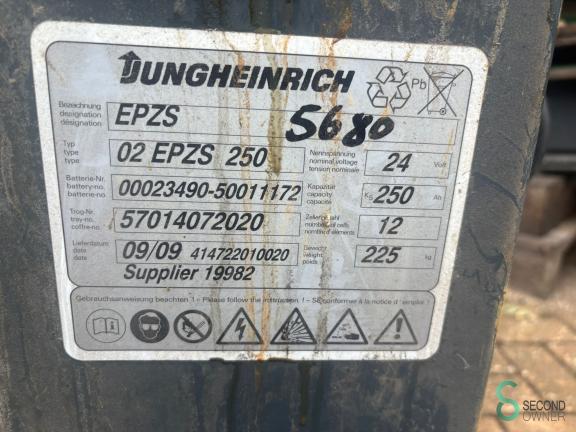 JUNGHEINRICH
Pb
Bezeichnung
designation
désignation
EPZS
5680
Typ
type
type
02 EPZS 250
Nennspannung
nominal voltage
tension nominale
24
Volt
Batterie-Nr.
battery-no.
batterie-no.
00023490-50011172
Kapazität
capacity
capacité
K5 250
Ah
Trog-Nr.
tray-no.
coffre-no.
57014072020
Zellenzahl
number of cells
nombre d'éléments
12
Lieferdatum
date
date
09/09 414722010020
Supplier 19982
Gewicht
weight
poids
225
kg
Gebrauchsanweisung beachten ! – Please follow the instruction ! – Se conformer à la notice d'emploi !
SECOND
OWNER